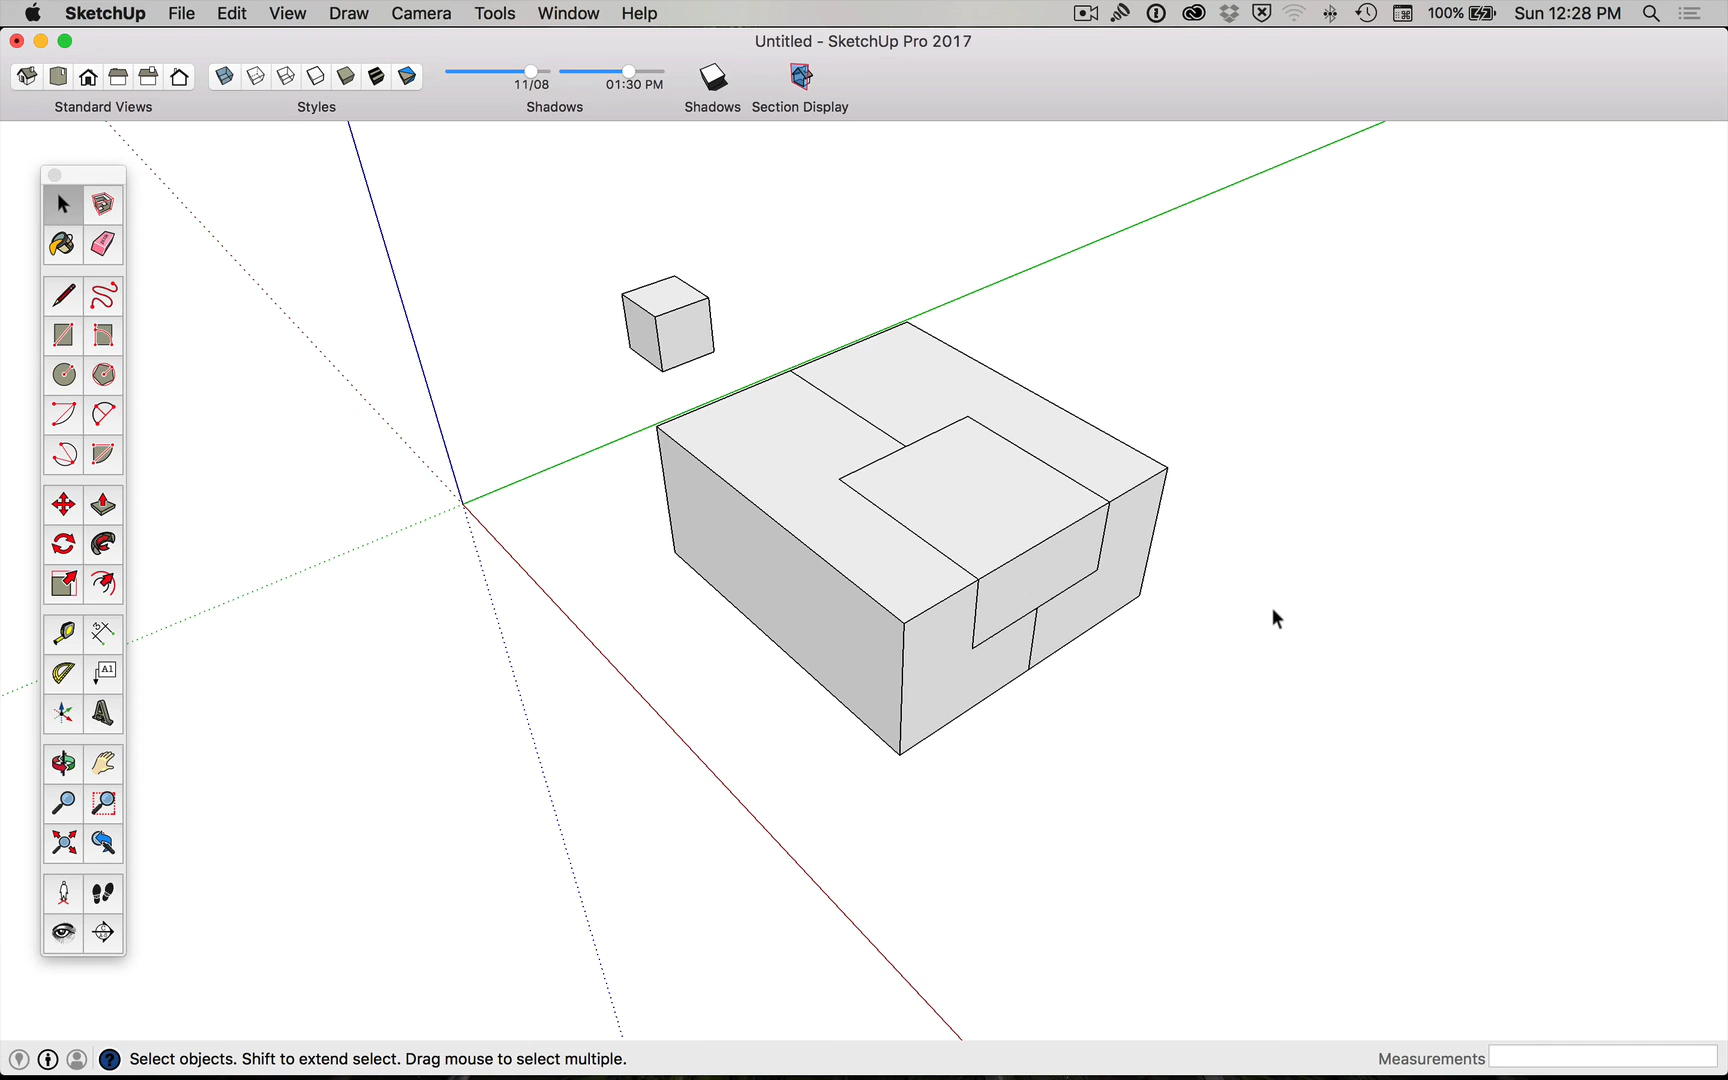 SketchUp File Edit View Draw Camera Tools Window Help 100% Sun 12:28 PM
Untitled - SketchUp Pro 2017
11/08 01:30 PM
Standard Views Styles Shadows Shadows Section Display
A1
Select objects. Shift to extend select. Drag mouse to select multiple. Measurements